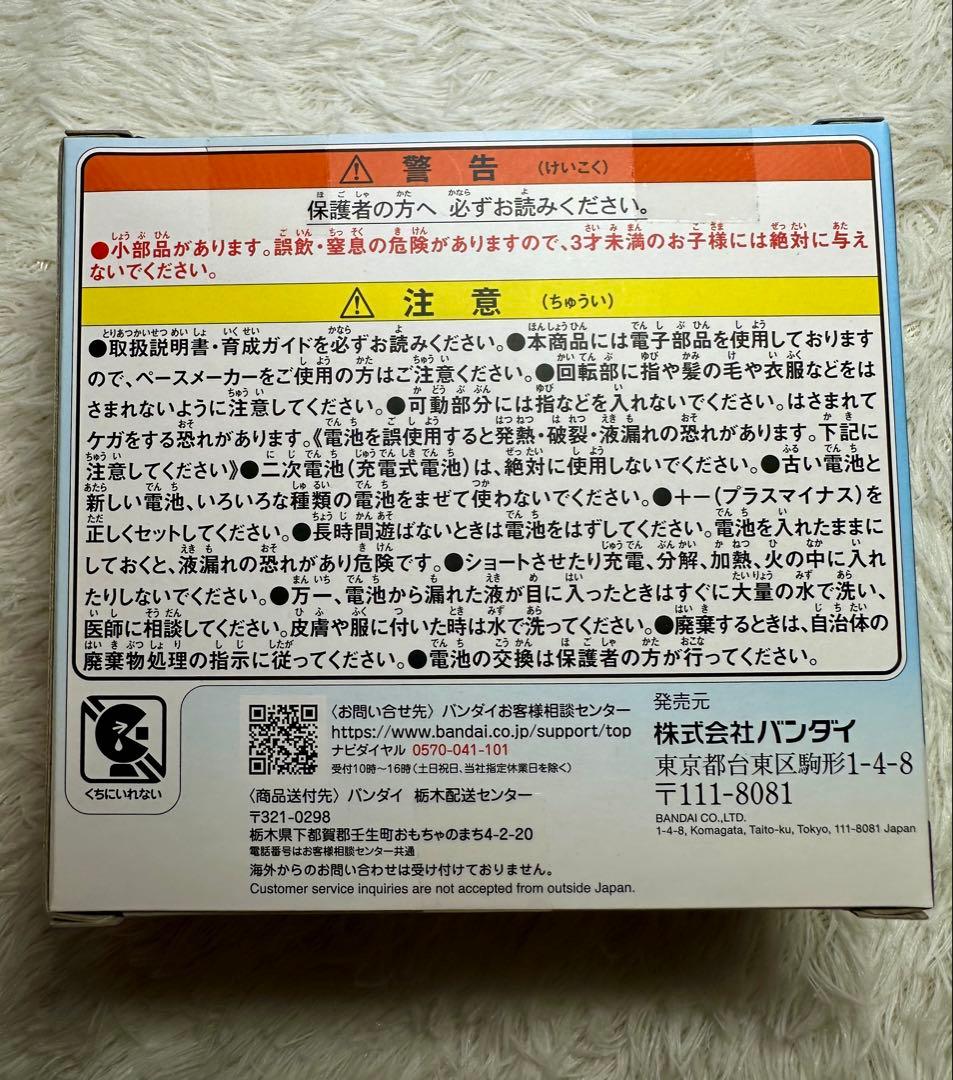 警告 (けいこく)
保護者の方へ 必ずお読みください。
●小部品があります。誤飲・窒息の危険がありますので、3才未満のお子様には絶対に与え
ないでください。
注意 (ちゅうい)
●取扱説明書・育成ガイドを必ずお読みください。●本商品には電子部品を使用しております
ので、ペースメーカーをご使用の方はご注意ください。●回転部に指や髪の毛や衣服などをは
さまれないように注意してください。●可動部分には指などを入れないでください。はさまれて
ケガをする恐れがあります。《電池を誤使用すると発熱・破裂・液漏れの恐れがあります。下記に
注意してください》●二次電池(充電式電池)は、絶対に使用しないでください。●古い電池と
新しい電池、いろいろな種類の電池をまぜて使わないでください。●+-(プラスマイナス)を
正しくセットしてください。●長時間遊ばないときは電池をはずしてください。電池を入れたままに
しておくと、液漏れの恐れがあり危険です。●ショートさせたり充電、分解、加熱、火の中に入れ
たりしないでください。●万一、電池から漏れた液が目に入ったときはすぐに大量の水で洗い、
医師に相談してください。皮膚や服に付いた時は水で洗ってください。●廃棄するときは、自治体の
廃棄物処理の指示に従ってください。●電池の交換は保護者の方が行ってください。
くちにいれない
〈お問い合せ先〉バンダイお客様相談センター
https://www.bandai.co.jp/support/top
ナビダイヤル 0570-041-101
受付10時〜16時(土日祝日、当社指定休業日を除く)
〈商品送付先〉バンダイ 栃木配送センター
〒321-0298
栃木県下都賀郡壬生町おもちゃのまち4-2-20
電話番号はお客様相談センター共通
海外からのお問い合わせは受け付けておりません。
Customer service inquiries are not accepted from outside Japan.
発売元
株式会社バンダイ
東京都台東区駒形1-4-8
〒111-8081
BANDAI CO.,LTD.
1-4-8, Komagata, Taito-ku, Tokyo, 111-8081 Japan